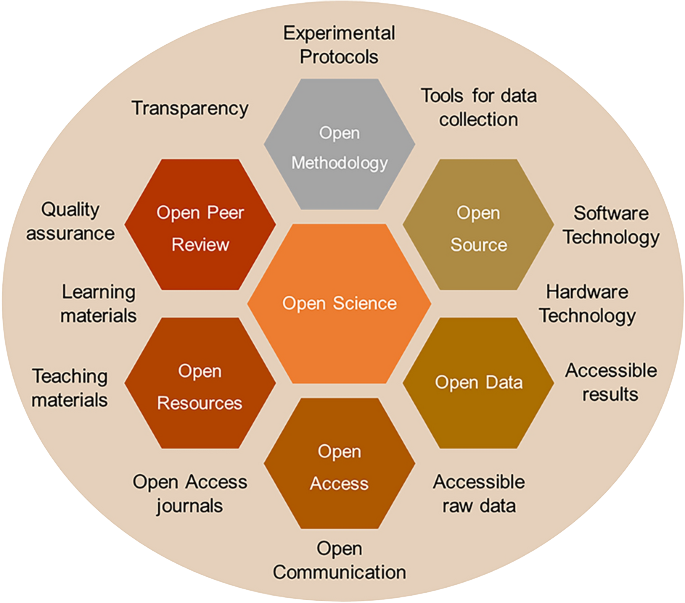 Experimental
Protocols
Transparency
Tools for data
collection
Open
Methodology
Quality
assurance
Open Peer
Review
Open
Source
Software
Technology
Learning
materials
Open Science
Hardware
Technology
Teaching
materials
Open
Resources
Open Data
Accessible
results
Open Access
journals
Open
Access
Accessible
raw data
Open
Communication